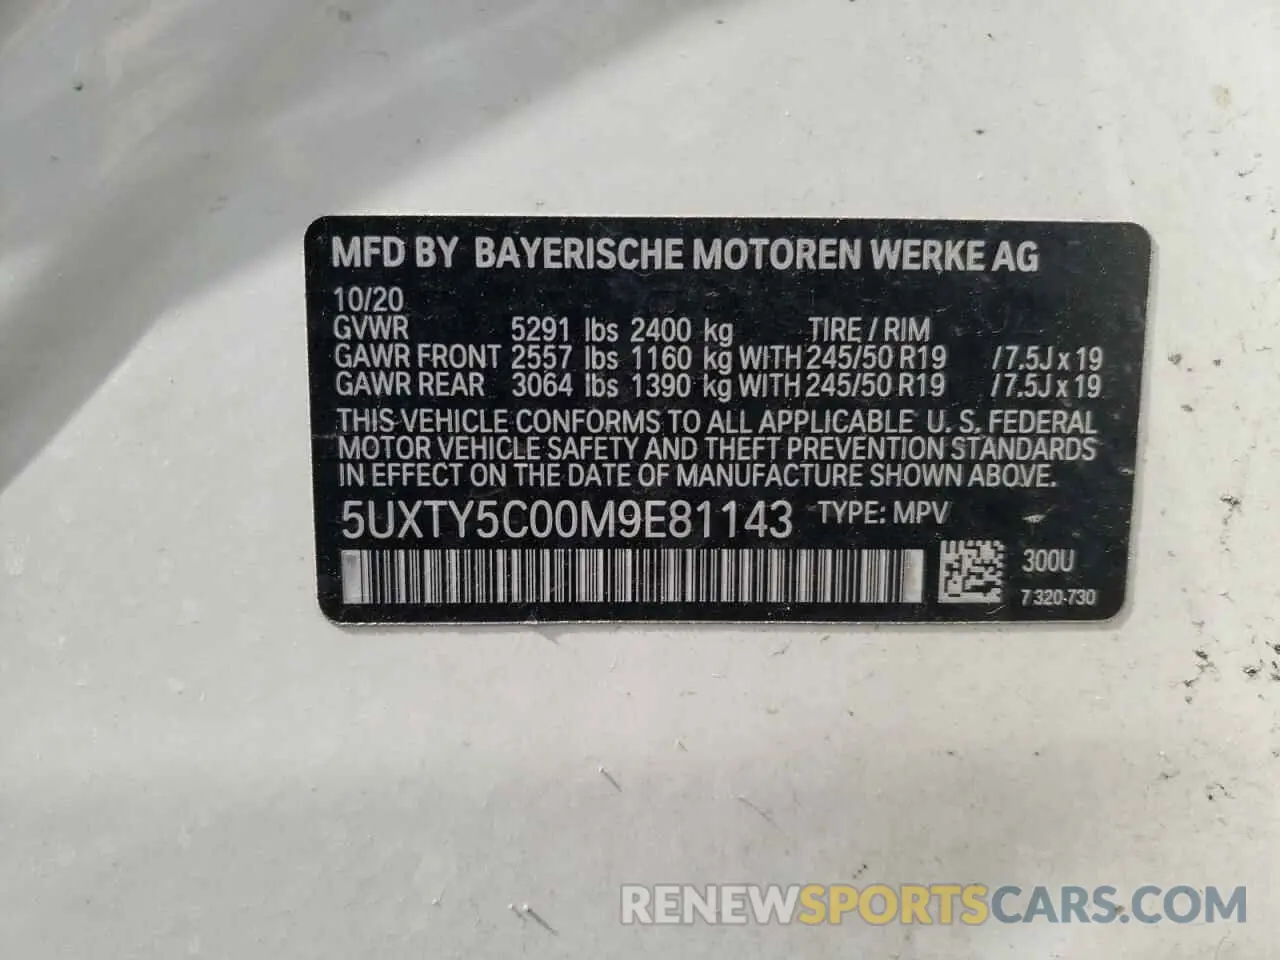 MFD BY BAYERISCHE MOTOREN WERKE AG
10/20
GVWR 5291 lbs 2400 kg TIRE / RIM
GAWR FRONT 2557 lbs 1160 kg WITH 245/50 R19 / 7.5J x 19
GAWR REAR 3064 lbs 1390 kg WITH 245/50 R19 / 7.5J x 19
THIS VEHICLE CONFORMS TO ALL APPLICABLE U. S. FEDERAL
MOTOR VEHICLE SAFETY AND THEFT PREVENTION STANDARDS
IN EFFECT ON THE DATE OF MANUFACTURE SHOWN ABOVE.
5UXTY5C00M9E81143 TYPE: MPV
300U
7 320-730
RENEWSPORTSCARS.COM